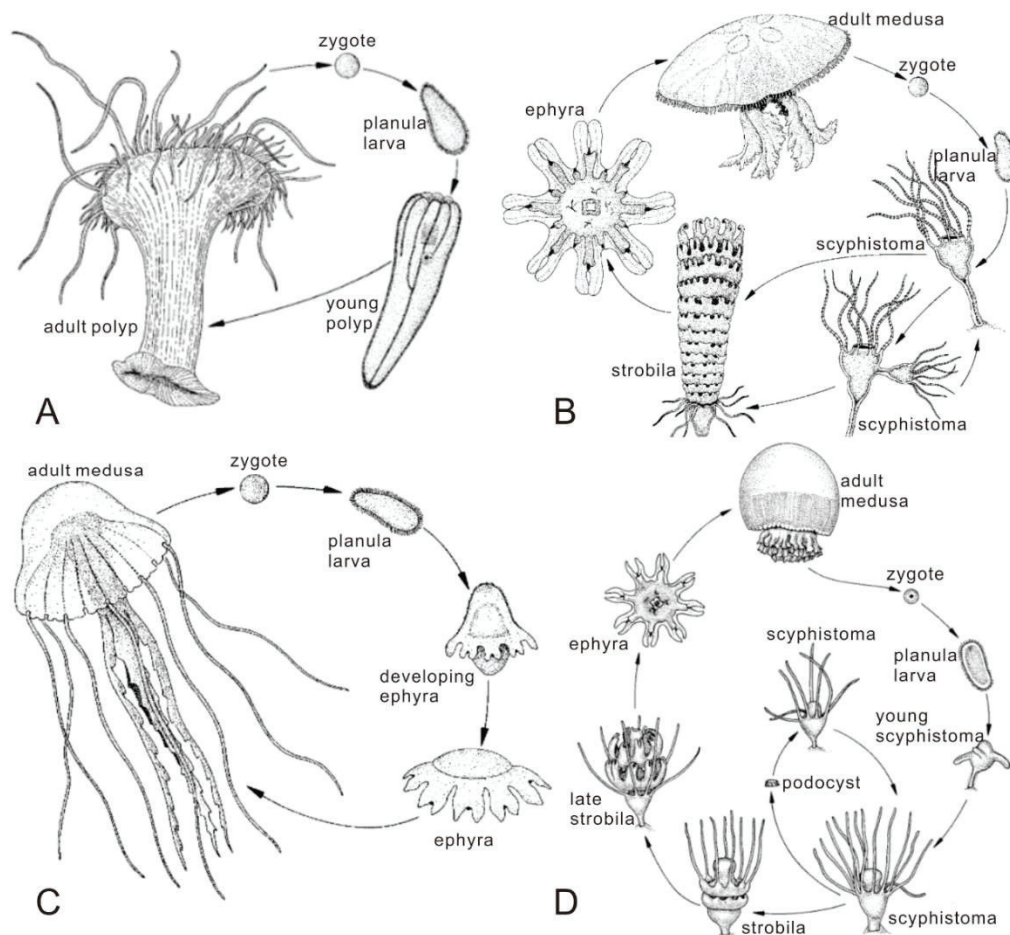 zygote
planula
larva
young
polyp
adult polyp
A
adult medusa
zygote
ephyra
planula
larva
scyphistoma
strobila
scyphistoma
B
adult medusa
zygote
planula
larva
developing
ephyra
ephyra
C
adult
medusa
zygote
ephyra
scyphistoma
planula
larva
young
scyphistoma
podocyst
late
strobila
strobila
scyphistoma
D